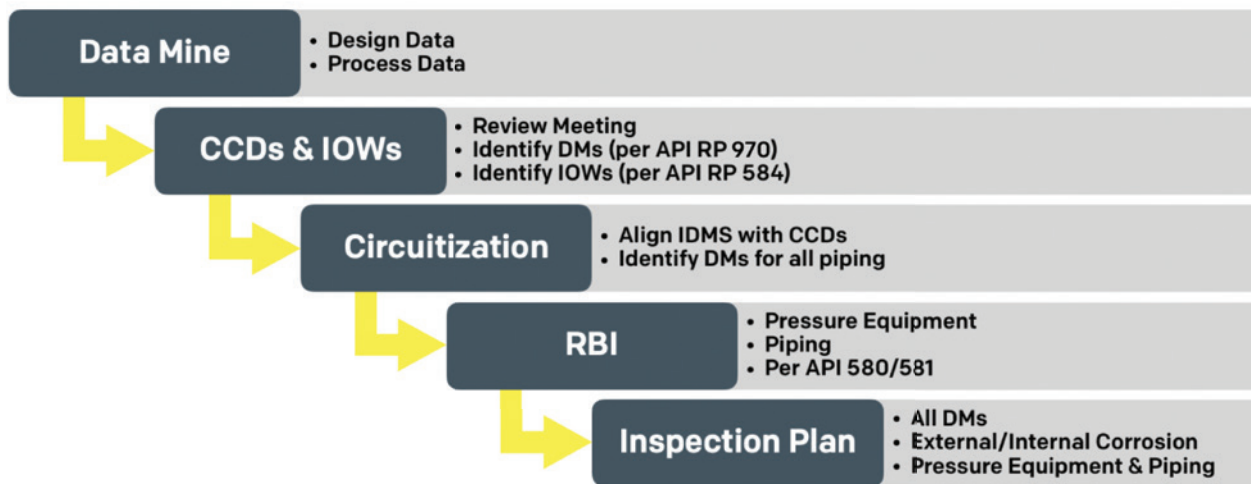 Data Mine
• Design Data
• Process Data
CCDs & IOWs
• Review Meeting
• Identify DMs (per API RP 970)
• Identify IOWs (per API RP 584)
Circuitization
• Align IDMS with CCDs
• Identify DMs for all piping
RBI
• Pressure Equipment
• Piping
• Per API 580/581
Inspection Plan
• All DMs
• External/Internal Corrosion
• Pressure Equipment & Piping